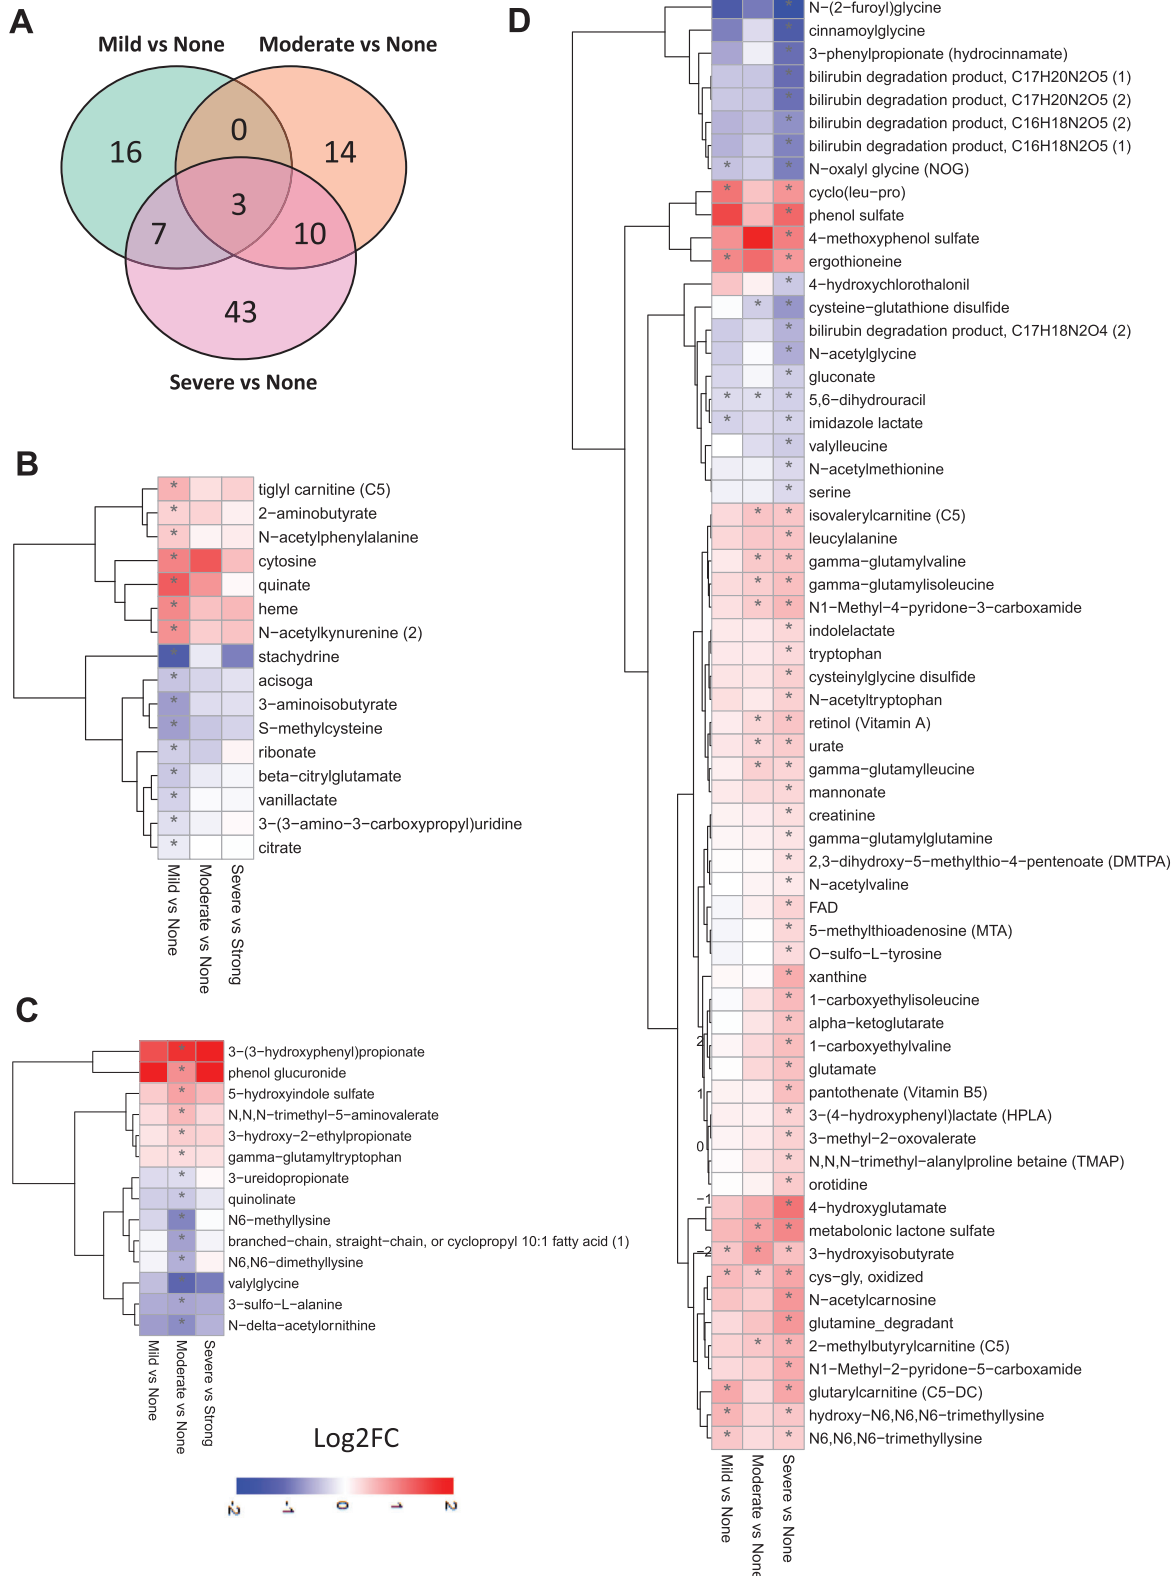 A
Mild vs None
Moderate vs None
16
0
14
3
7
10
43
Severe vs None
B
tiglyl carnitine (C5)
2−aminobutyrate
N−acetylphenylalanine
cytosine
quinate
heme
N−acetylkynurenine (2)
stachydrine
acisoga
3−aminoisobutyrate
S−methylcysteine
ribonate
beta−citrylglutamate
vanillactate
3−(3−amino−3−carboxypropyl)uridine
citrate
Mild vs None
Moderate vs None
Severe vs Strong
C
3−(3−hydroxyphenyl)propionate
phenol glucuronide
5−hydroxyindole sulfate
N,N,N−trimethyl−5−aminovalerate
3−hydroxy−2−ethylpropionate
gamma−glutamyltryptophan
3−ureidopropionate
quinolinate
N6−methyllysine
branched−chain, straight−chain, or cyclopropyl 10:1 fatty acid (1)
N6,N6−dimethyllysine
valylglycine
3−sulfo−L−alanine
N−delta−acetylornithine
Mild vs None
Moderate vs None
Severe vs Strong
Log2FC
-2
-1
0
1
2
D
N−(2−furoyl)glycine
cinnamoylglycine
3−phenylpropionate (hydrocinnamate)
bilirubin degradation product, C17H20N2O5 (1)
bilirubin degradation product, C17H20N2O5 (2)
bilirubin degradation product, C16H18N2O5 (2)
bilirubin degradation product, C16H18N2O5 (1)
N−oxalyl glycine (NOG)
cyclo(leu−pro)
phenol sulfate
4−methoxyphenol sulfate
ergothioneine
4−hydroxychlorothalonil
cysteine−glutathione disulfide
bilirubin degradation product, C17H18N2O4 (2)
N−acetylglycine
gluconate
5,6−dihydrouracil
imidazole lactate
valylleucine
N−acetylmethionine
serine
isovalerylcarnitine (C5)
leucylalanine
gamma−glutamylvaline
gamma−glutamylisoleucine
N1−Methyl−4−pyridone−3−carboxamide
indolelactate
tryptophan
cysteinylglycine disulfide
N−acetyltryptophan
retinol (Vitamin A)
urate
gamma−glutamylleucine
mannonate
creatinine
gamma−glutamylglutamine
2,3−dihydroxy−5−methylthio−4−pentenoate (DMTPA)
N−acetylvaline
FAD
5−methylthioadenosine (MTA)
O−sulfo−L−tyrosine
xanthine
1−carboxyethylisoleucine
alpha−ketoglutarate
2
1−carboxyethylvaline
glutamate
1
pantothenate (Vitamin B5)
3−(4−hydroxyphenyl)lactate (HPLA)
3−methyl−2−oxovalerate
0
N,N,N−trimethyl−alanylproline betaine (TMAP)
orotidine
−1
4−hydroxyglutamate
metabolonic lactone sulfate
−2
3−hydroxyisobutyrate
cys−gly, oxidized
N−acetylcarnosine
glutamine_degradant
2−methylbutyrylcarnitine (C5)
N1−Methyl−2−pyridone−5−carboxamide
glutarylcarnitine (C5−DC)
hydroxy−N6,N6,N6−trimethyllysine
N6,N6,N6−trimethyllysine
Mild vs None
Moderate vs None
Severe vs None